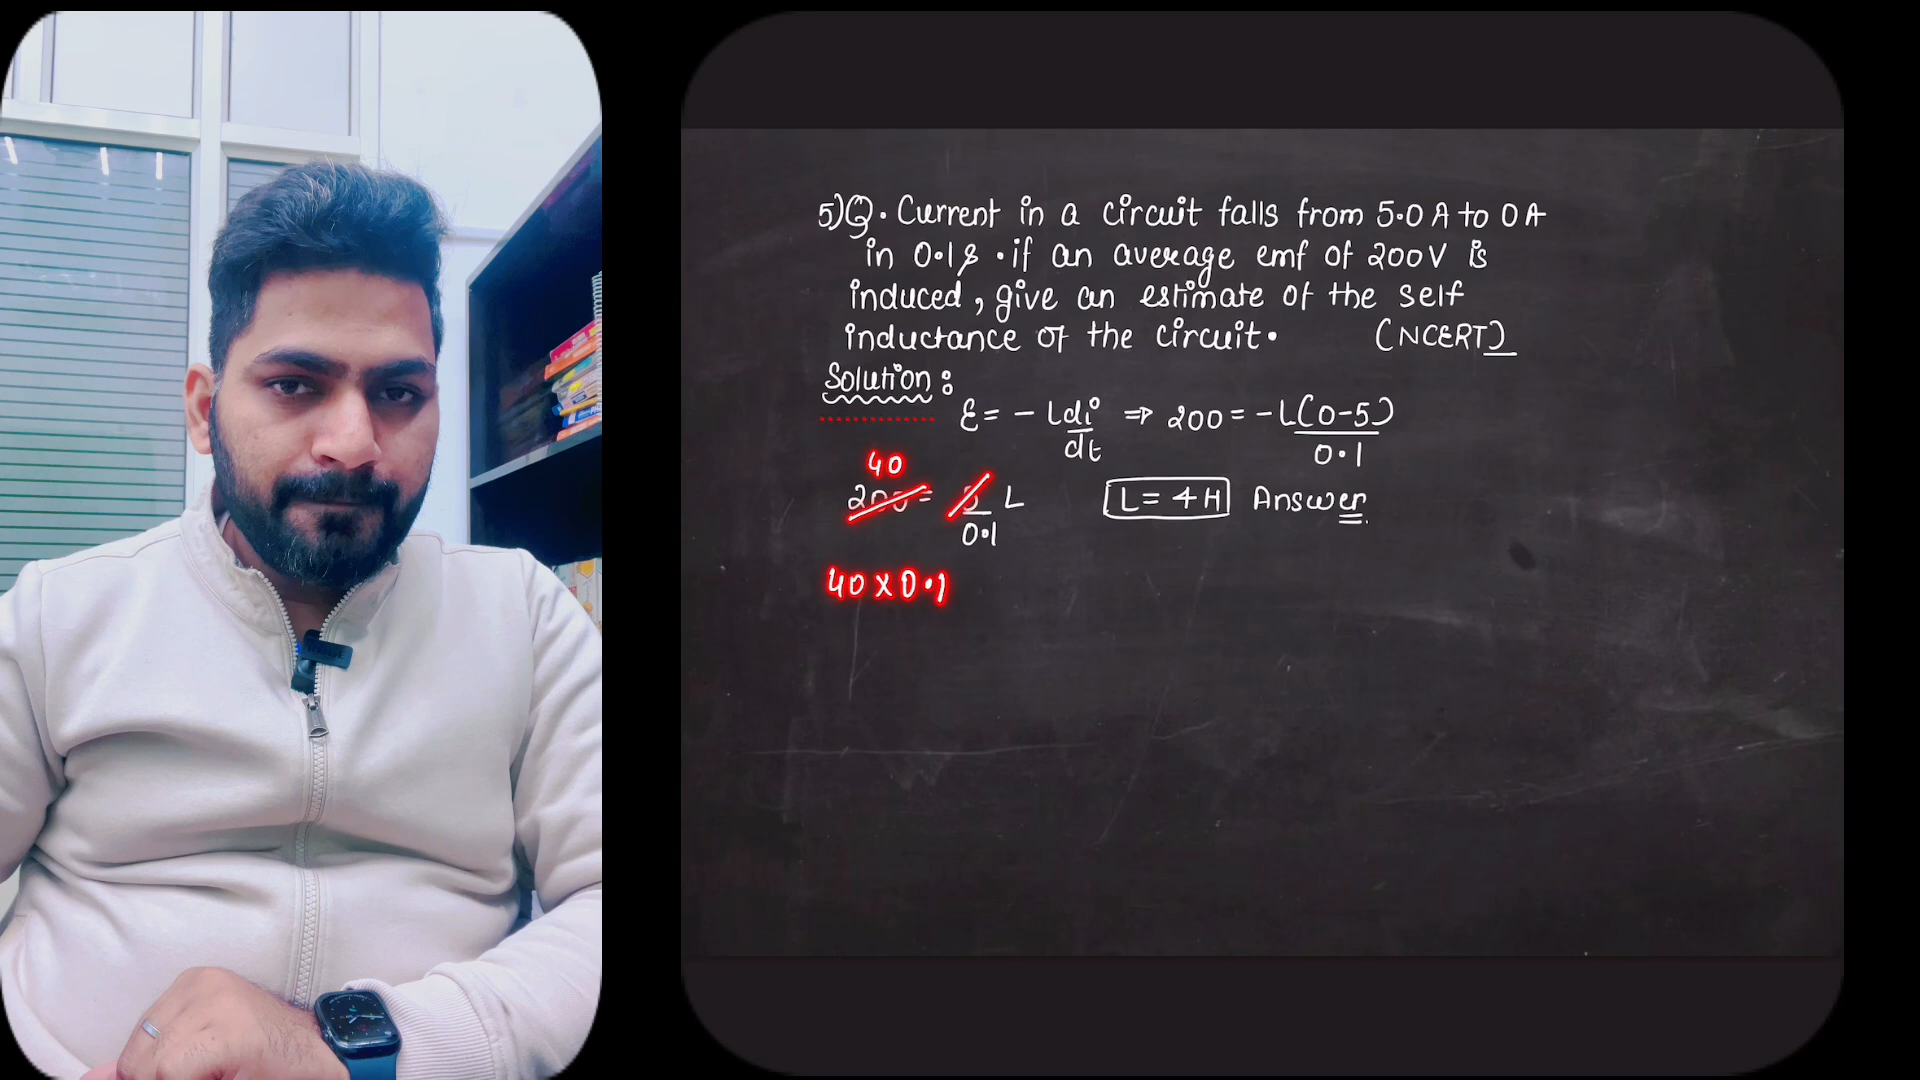 5)Q. Current in a circuit falls from 5.0 A to 0 A
in 0.1s . if an average emf of 200V is
induced, give an estimate of the self
inductance of the circuit. (NCERT)
Solution :
ε = - L di/dt ⇒ 200 = - L(0-5)/0.1
40
200 = 5/0.1 L L = 4 H Answer
40 x 0.1